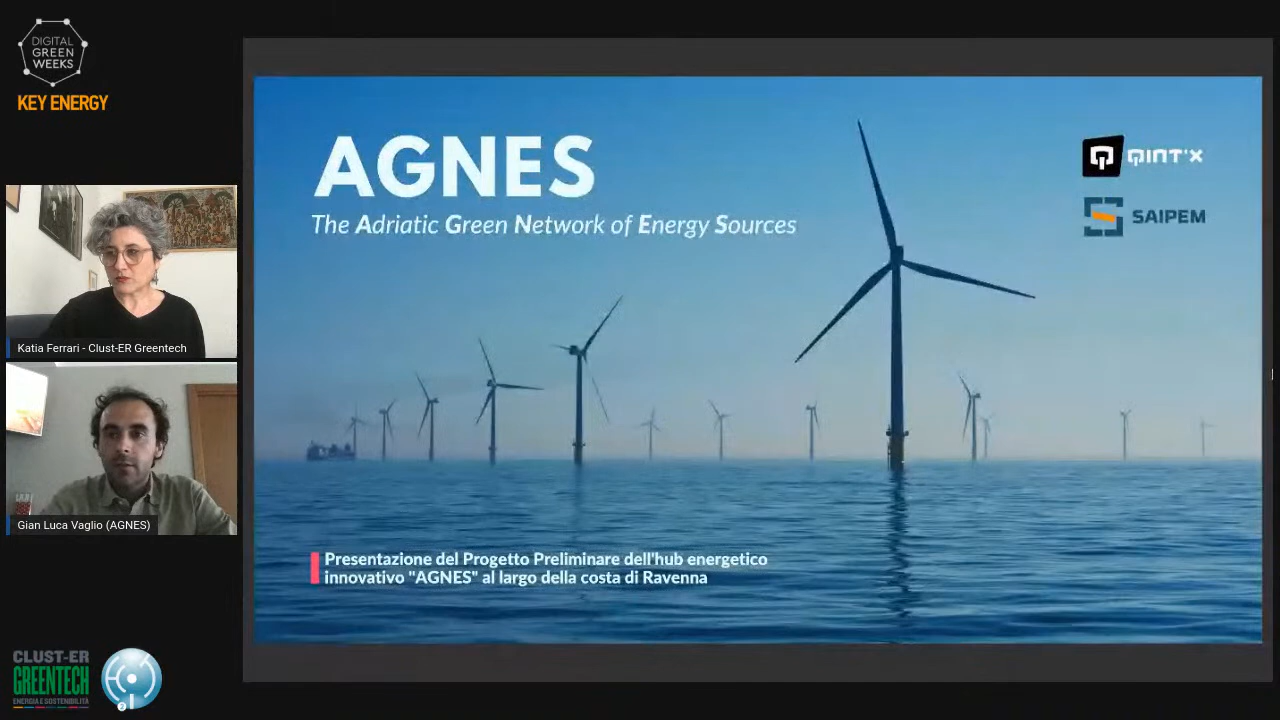 DIGITAL
GREEN
WEEKS
KEY ENERGY
Katia Ferrari - Clust-ER Greentech
Gian Luca Vaglio (AGNES)
CLUST-ER
GREENTECH
ENERGIA E SOSTENIBILITÀ
AGNES
The Adriatic Green Network of Energy Sources
QINT'X
SAIPEM
Presentazione del Progetto Preliminare dell'hub energetico
innovativo "AGNES" al largo della costa di Ravenna